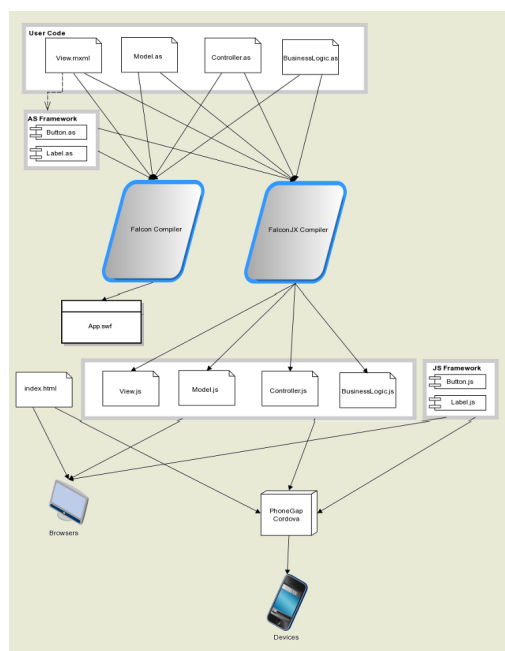 User Code
View.mxml
Model.as
Controller.as
BusinessLogic.as
AS Framework
Button.as
Label.as
Falcon Compiler
FalconJX Compiler
App.swf
index.html
View.js
Model.js
Controller.js
BusinessLogic.js
JS Framework
Button.js
Label.js
Browsers
PhoneGap
Cordova
Devices